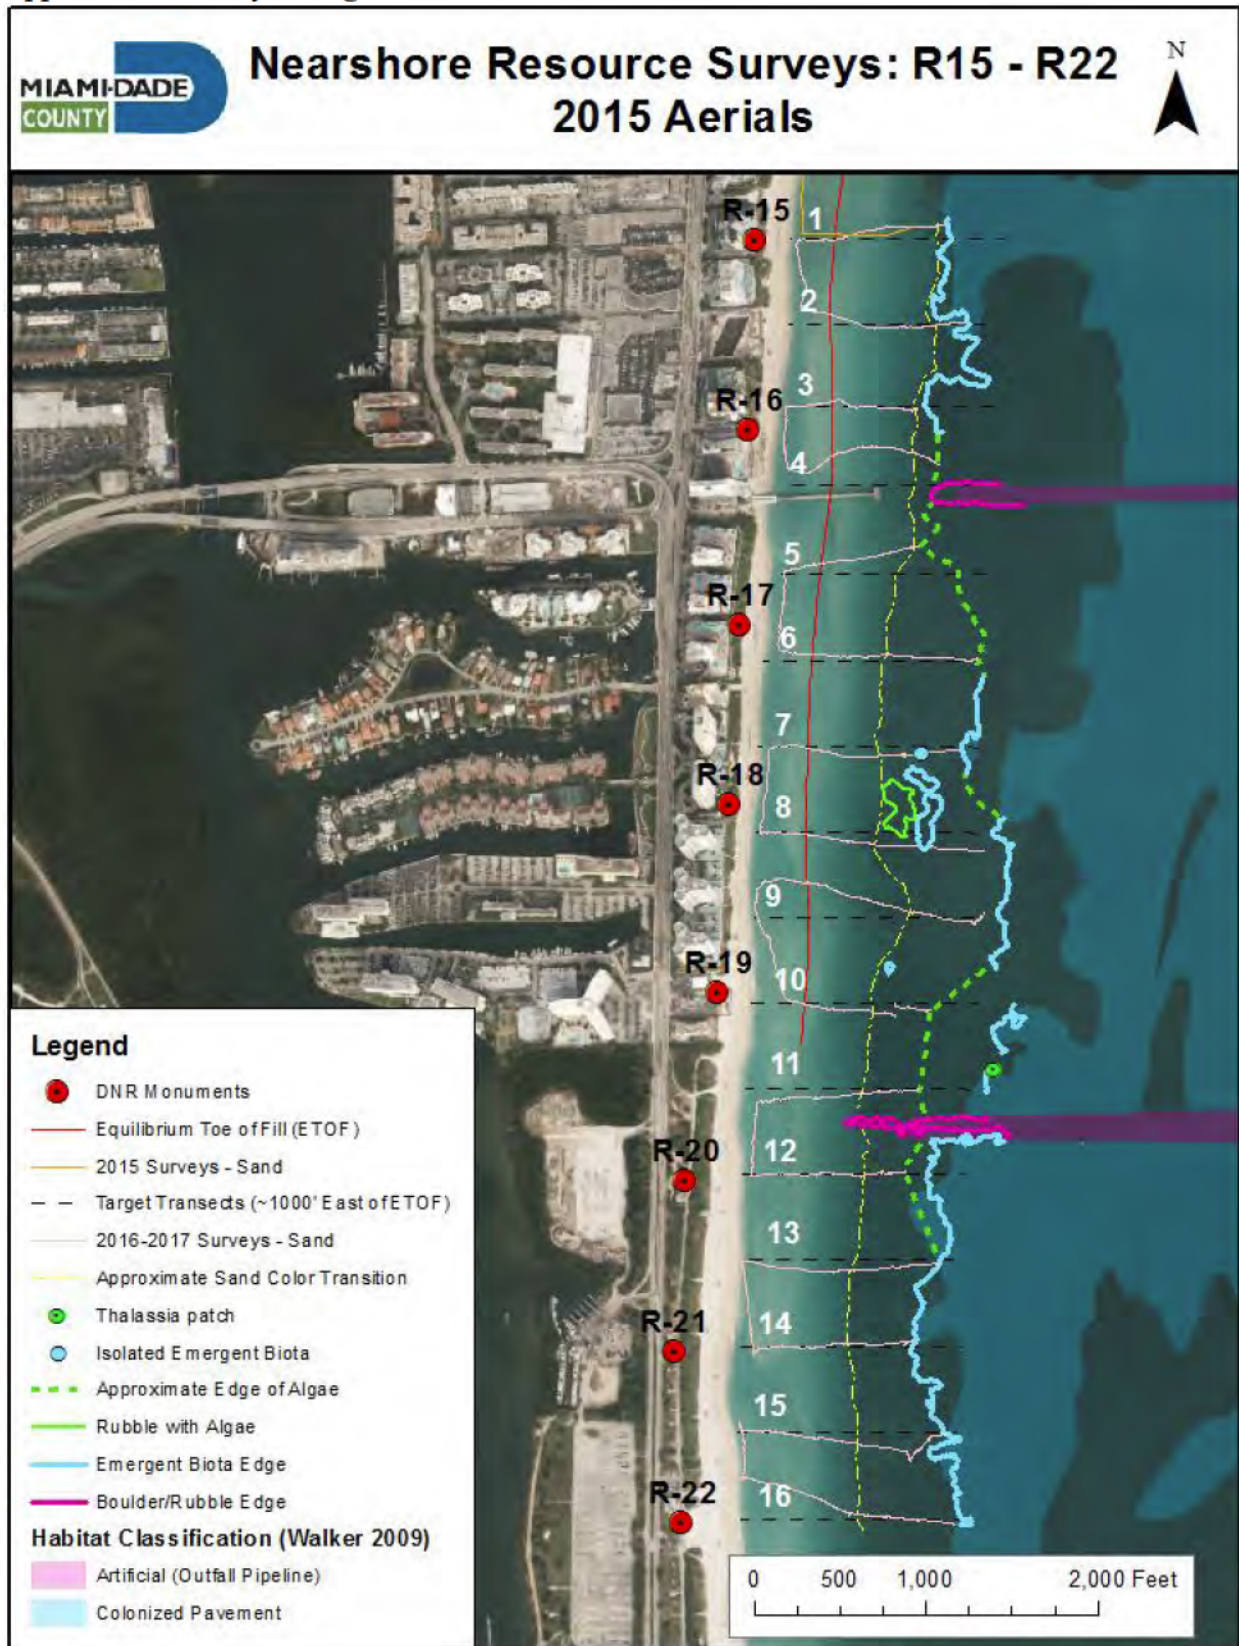 Nearshore Resource Surveys: R15 - R22
2015 Aerials
MIAMI-DADE
COUNTY
N
R-15
1
2
3
R-16
4
5
R-17
6
7
R-18
8
9
R-19
10
11
12
R-20
13
14
R-21
15
R-22
16
Legend
DNR Monuments
Equilibrium Toe of Fill (ETOF)
2015 Surveys - Sand
Target Transects (~1000' East of ETOF)
2016-2017 Surveys - Sand
Approximate Sand Color Transition
Thalassia patch
Isolated Emergent Biota
Approximate Edge of Algae
Rubble with Algae
Emergent Biota Edge
Boulder/Rubble Edge
Habitat Classification (Walker 2009)
Artificial (Outfall Pipeline)
Colonized Pavement
0 500 1,000 2,000 Feet